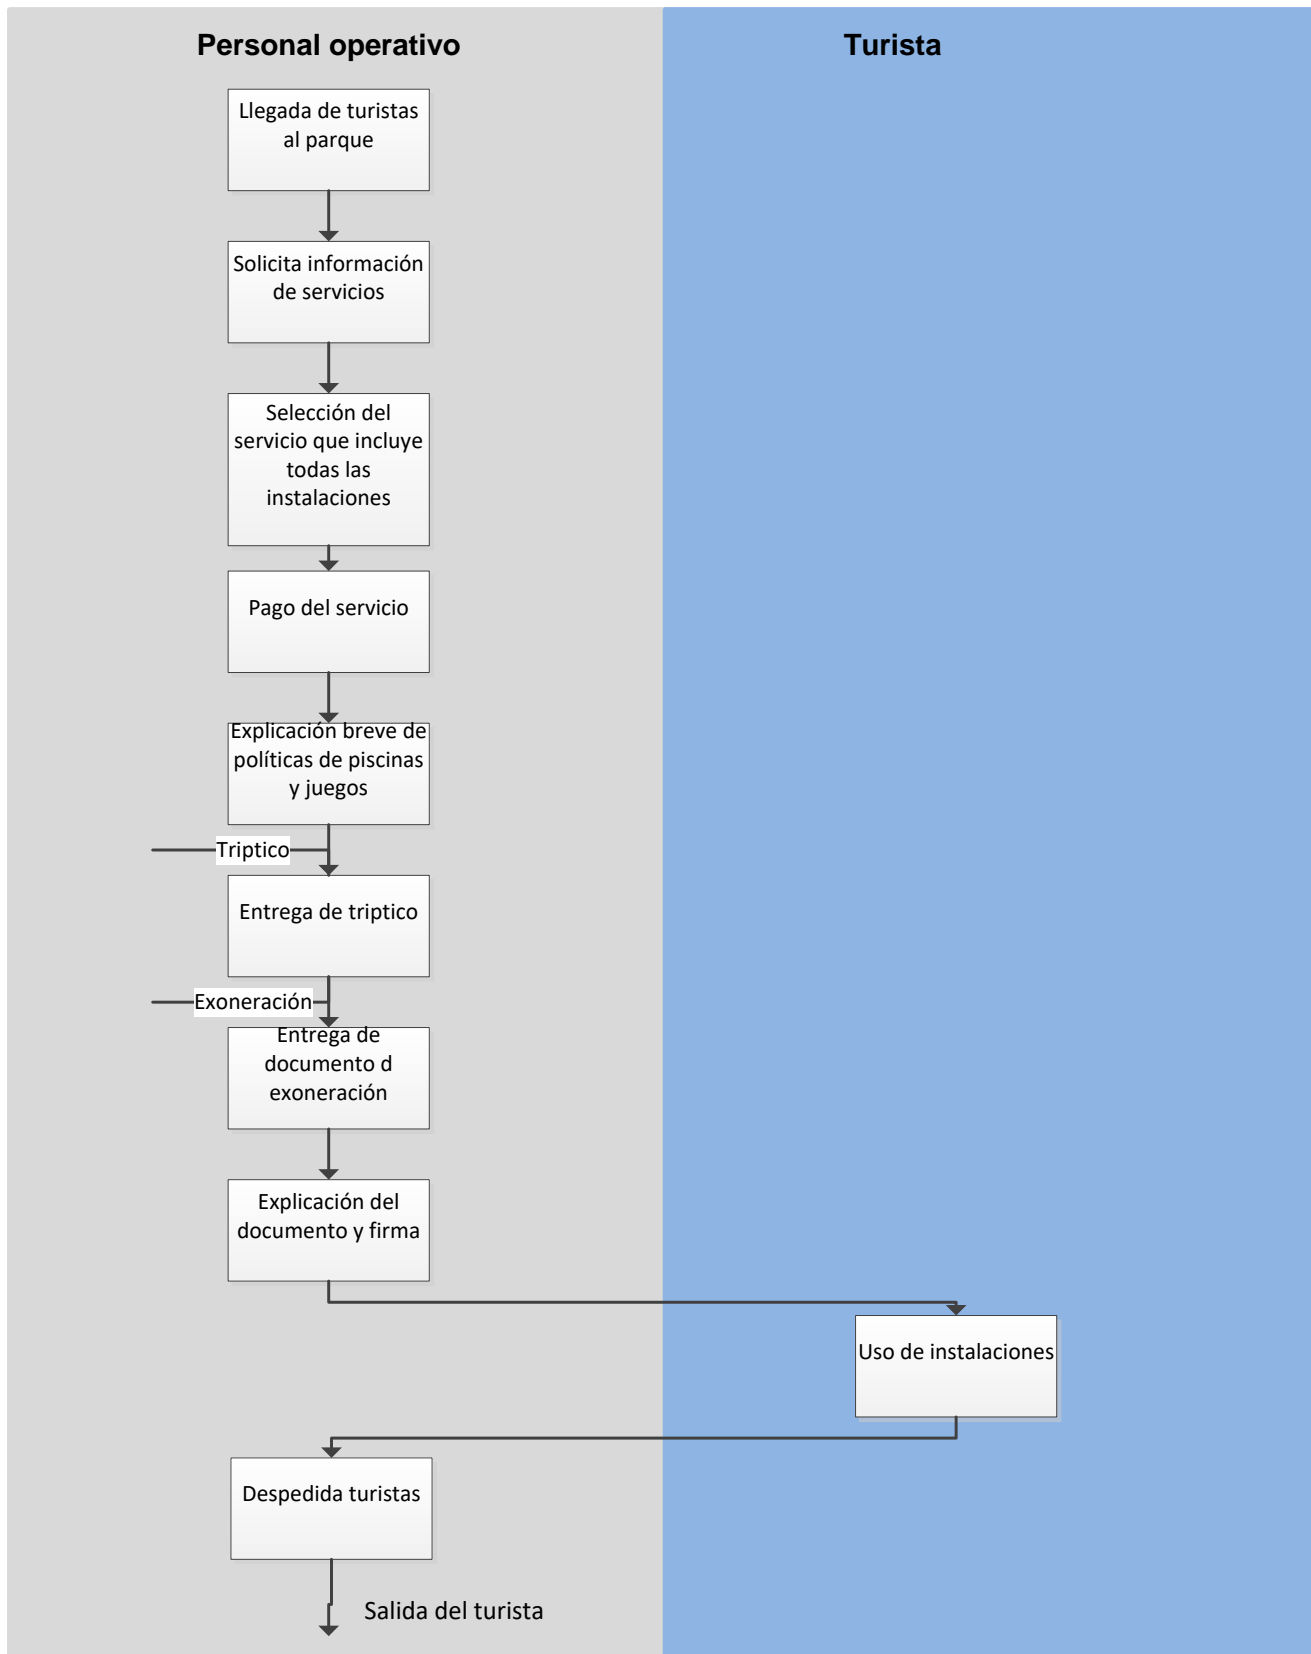 Personal operativo
Turista
Llegada de turistas
al parque
Solicita información
de servicios
Selección del
servicio que incluye
todas las
instalaciones
Pago del servicio
Explicación breve de
políticas de piscinas
y juegos
Triptico
Entrega de triptico
Exoneración
Entrega de
documento d
exoneración
Explicación del
documento y firma
Uso de instalaciones
Despedida turistas
Salida del turista